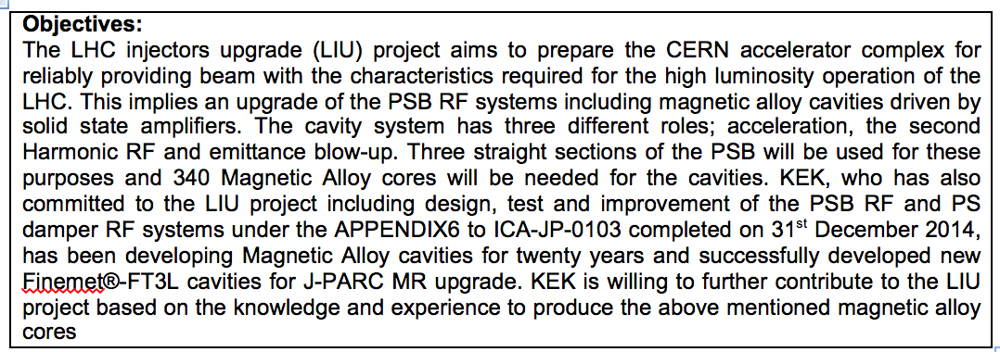 Objectives:
The LHC injectors upgrade (LIU) project aims to prepare the CERN accelerator complex for
reliably providing beam with the characteristics required for the high luminosity operation of the
LHC. This implies an upgrade of the PSB RF systems including magnetic alloy cavities driven by
solid state amplifiers. The cavity system has three different roles; acceleration, the second
Harmonic RF and emittance blow-up. Three straight sections of the PSB will be used for these
purposes and 340 Magnetic Alloy cores will be needed for the cavities. KEK, who has also
committed to the LIU project including design, test and improvement of the PSB RF and PS
damper RF systems under the APPENDIX6 to ICA-JP-0103 completed on 31st December 2014,
has been developing Magnetic Alloy cavities for twenty years and successfully developed new
Finemet®-FT3L cavities for J-PARC MR upgrade. KEK is willing to further contribute to the LIU
project based on the knowledge and experience to produce the above mentioned magnetic alloy
cores